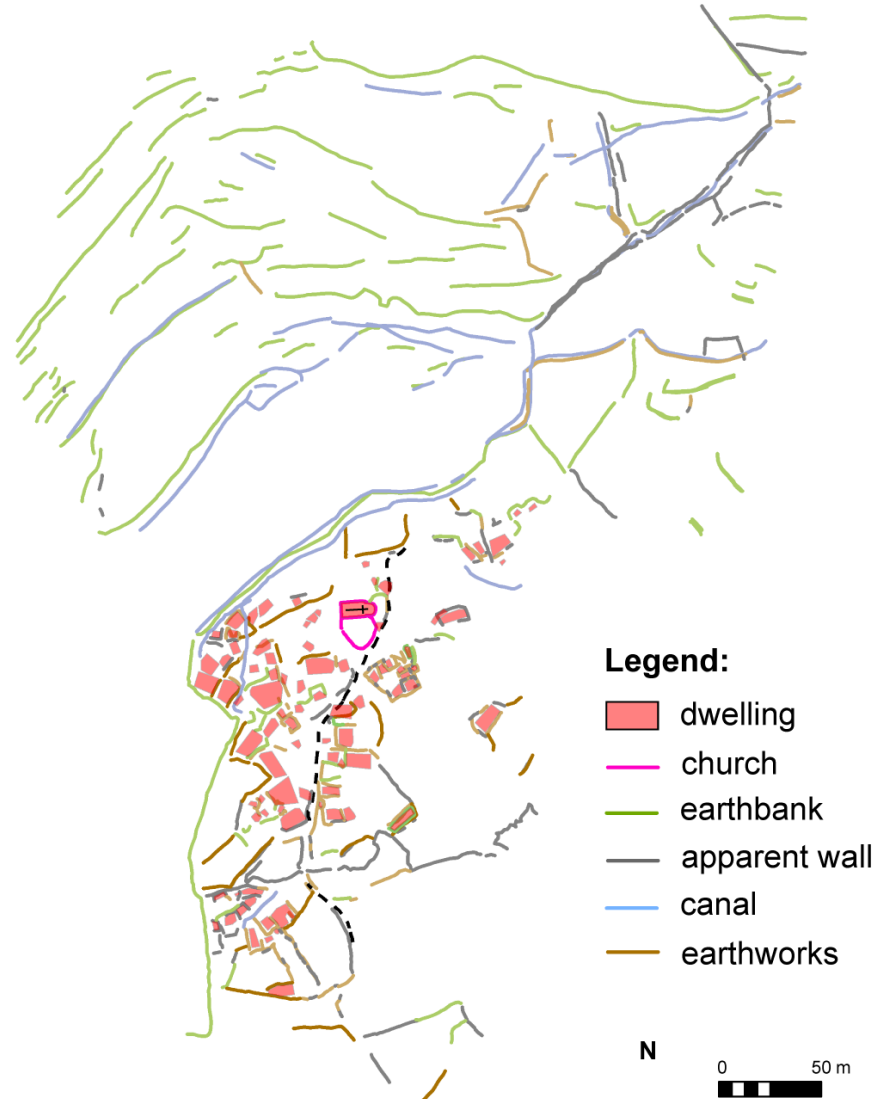 Legend:
dwelling
church
earthbank
apparent wall
canal
earthworks
N
0 50 m